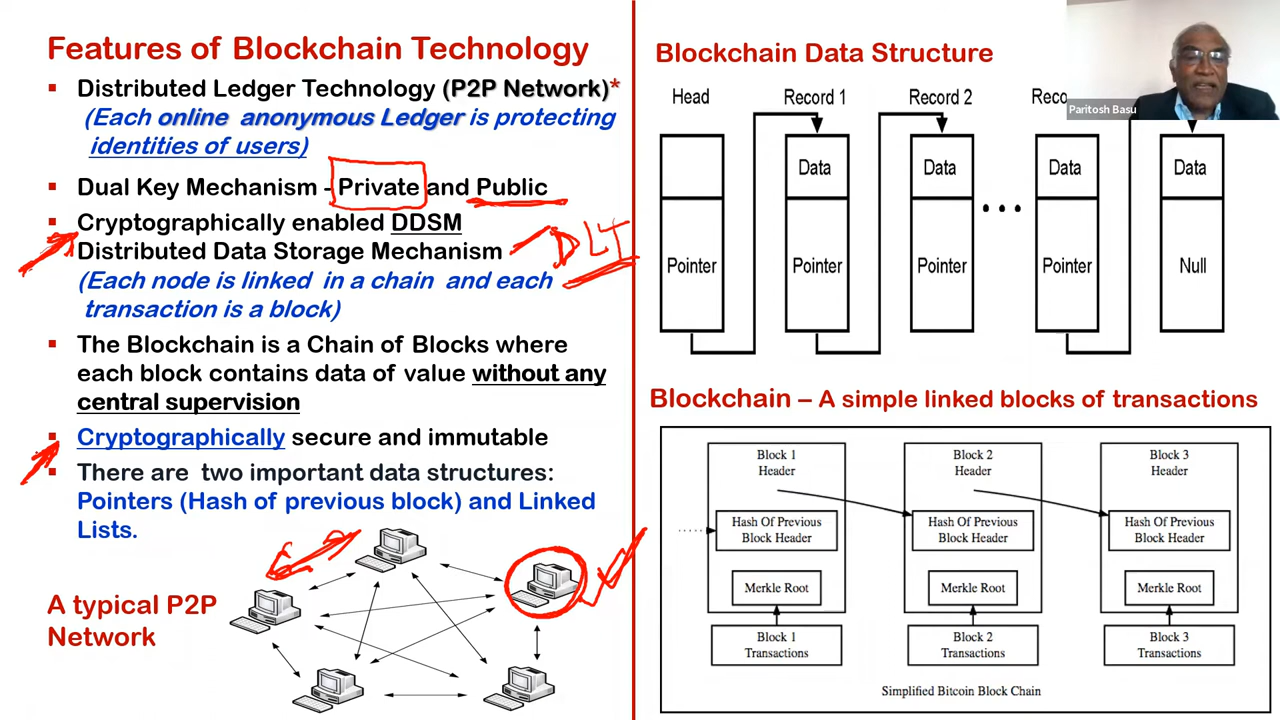 Features of Blockchain Technology
▪ Distributed Ledger Technology (P2P Network)*
(Each online anonymous Ledger is protecting
identities of users)
▪ Dual Key Mechanism - Private and Public
▪ Cryptographically enabled DDSM
Distributed Data Storage Mechanism
DLT
(Each node is linked in a chain and each
transaction is a block)
▪ The Blockchain is a Chain of Blocks where
each block contains data of value without any
central supervision
▪ Cryptographically secure and immutable
▪ There are two important data structures:
Pointers (Hash of previous block) and Linked
Lists.
A typical P2P
Network
Blockchain Data Structure
Head Record 1 Record 2
Data Data Data Data
Pointer Pointer Pointer Pointer Null
Paritosh Basu
Blockchain – A simple linked blocks of transactions
Block 1 Block 2 Block 3
Header Header Header
Hash Of Previous Hash Of Previous Hash Of Previous
Block Header Block Header Block Header
Merkle Root Merkle Root Merkle Root
Block 1 Block 2 Block 3
Transactions Transactions Transactions
Simplified Bitcoin Block Chain